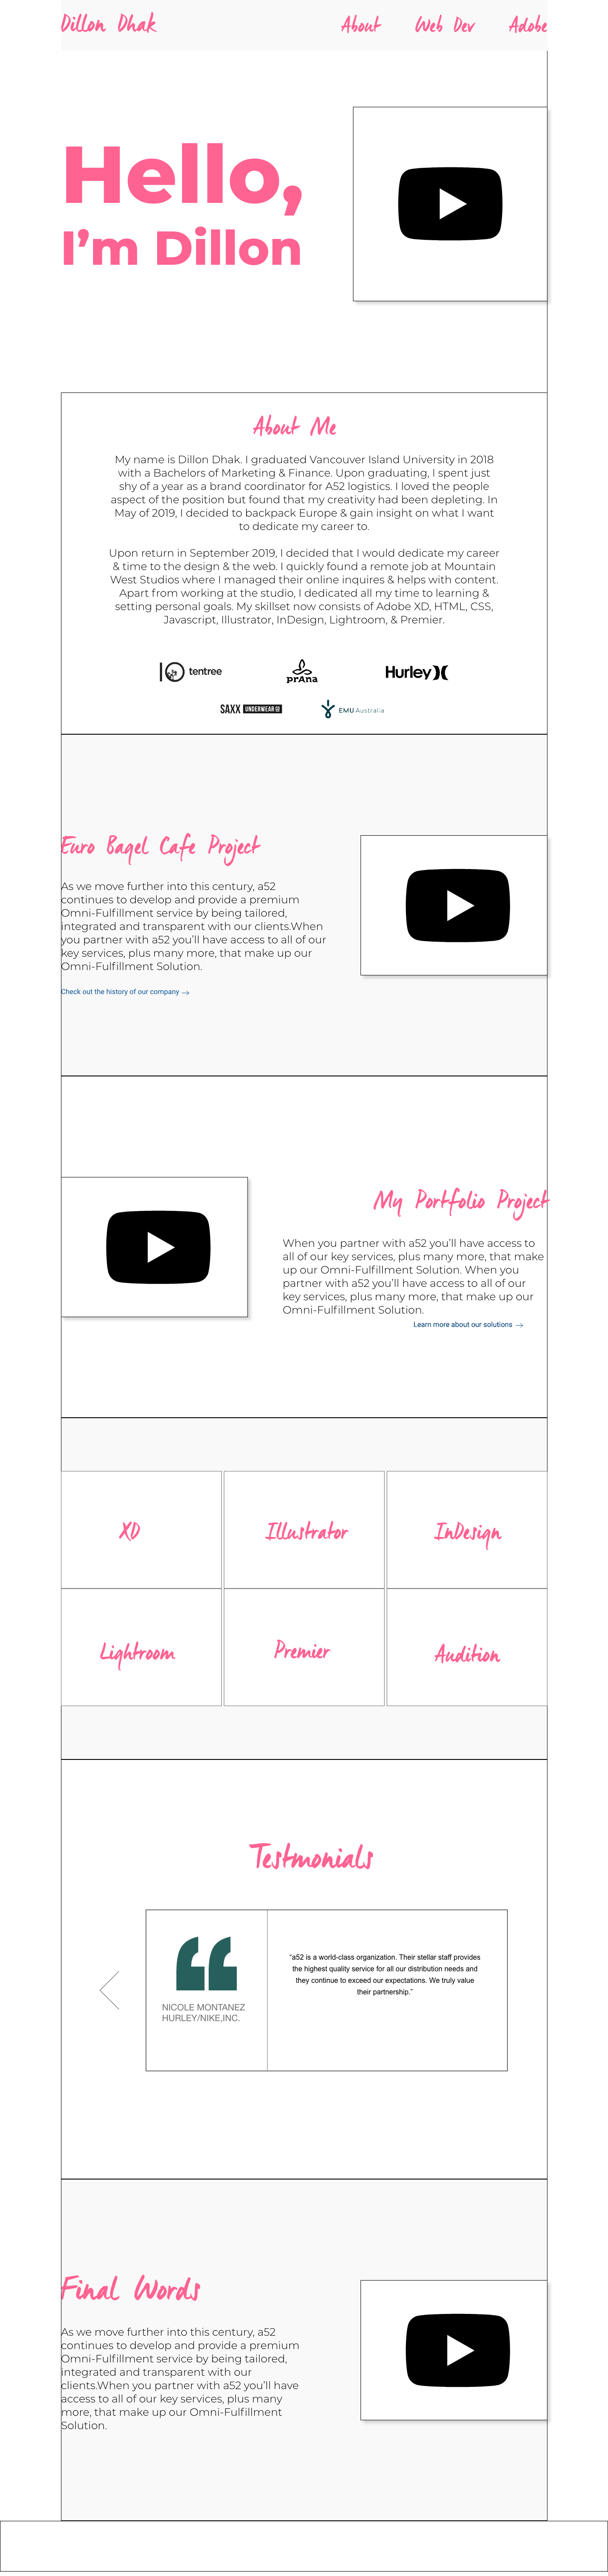 Dillon Dhak
About Web Dev Adobe
Hello,
I'm Dillon
About Me
My name is Dillon Dhak. I graduated Vancouver Island University in 2018
with a Bachelors of Marketing & Finance. Upon graduating, I spent just
shy of a year as a brand coordinator for A52 logistics. I loved the people
aspect of the position but found that my creativity had been depleting. In
May of 2019, I decided to backpack Europe & gain insight on what I want
to dedicate my career to.
Upon return in September 2019, I decided that I would dedicate my career
& time to the design & the web. I quickly found a remote job at Mountain
West Studios where I managed their online inquires & helps with content.
Apart from working at the studio, I dedicated all my time to learning &
setting personal goals. My skillset now consists of Adobe XD, HTML, CSS,
Javascript, Illustrator, InDesign, Lightroom, & Premier.
tentree prAna Hurley
SAXX UNDERWEAR EMU Australia
Euro Bagel Cafe Project
As we move further into this century, a52
continues to develop and provide a premium
Omni-Fulfillment service by being tailored,
integrated and transparent with our clients.When
you partner with a52 you'll have access to all of our
key services, plus many more, that make up our
Omni-Fulfillment Solution.
Check out the history of our company →
My Portfolio Project
When you partner with a52 you'll have access to
all of our key services, plus many more, that make
up our Omni-Fulfillment Solution. When you
partner with a52 you'll have access to all of our
key services, plus many more, that make up our
Omni-Fulfillment Solution.
Learn more about our solutions →
XD Illustrator InDesign
Lightroom Premier Audition
Testmonials
"a52 is a world-class organization. Their stellar staff provides
the highest quality service for all our distribution needs and
they continue to exceed our expectations. We truly value
their partnership."
NICOLE MONTANEZ
HURLEY/NIKE,INC.
Final Words
As we move further into this century, a52
continues to develop and provide a premium
Omni-Fulfillment service by being tailored,
integrated and transparent with our
clients.When you partner with a52 you'll have
access to all of our key services, plus many
more, that make up our Omni-Fulfillment
Solution.